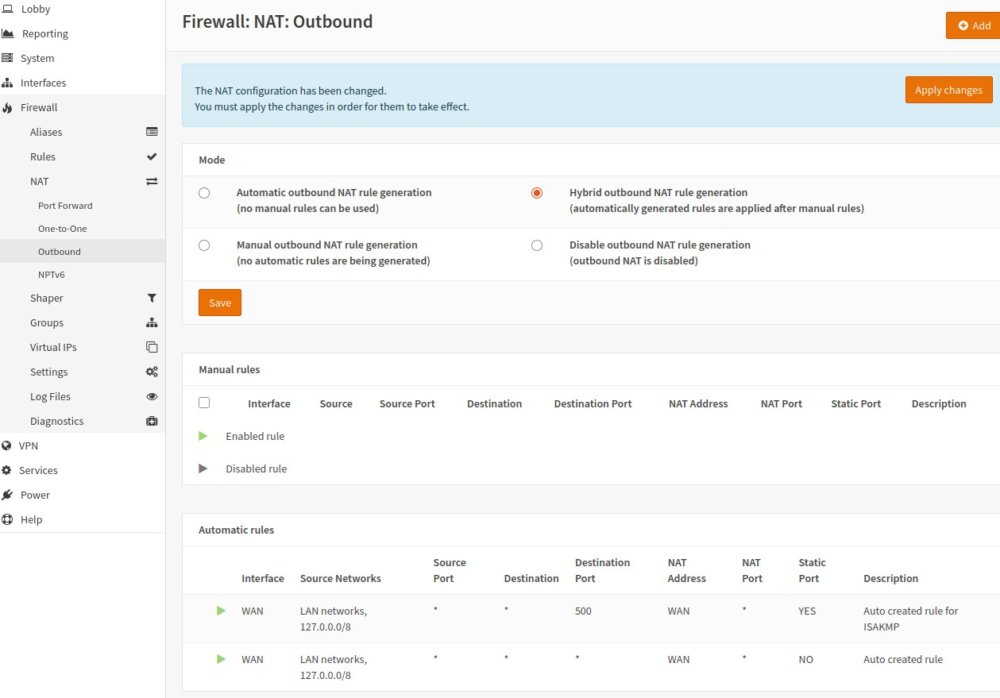 Lobby
Reporting
System
Interfaces
Firewall
Aliases
Rules
NAT
Port Forward
One-to-One
Outbound
NPTv6
Shaper
Groups
Virtual IPs
Settings
Log Files
Diagnostics
VPN
Services
Power
Help
Firewall: NAT: Outbound
Add
The NAT configuration has been changed.
You must apply the changes in order for them to take effect.
Apply changes
Mode
Automatic outbound NAT rule generation
(no manual rules can be used)
Hybrid outbound NAT rule generation
(automatically generated rules are applied after manual rules)
Manual outbound NAT rule generation
(no automatic rules are being generated)
Disable outbound NAT rule generation
(outbound NAT is disabled)
Save
Manual rules
Interface Source Source Port Destination Destination Port NAT Address NAT Port Static Port Description
Enabled rule
Disabled rule
Automatic rules
Interface Source Networks Source Port Destination Destination Port NAT Address NAT Port Static Port Description
WAN LAN networks, 127.0.0.0/8 * * 500 WAN * YES Auto created rule for ISAKMP
WAN LAN networks, 127.0.0.0/8 * * * WAN * NO Auto created rule